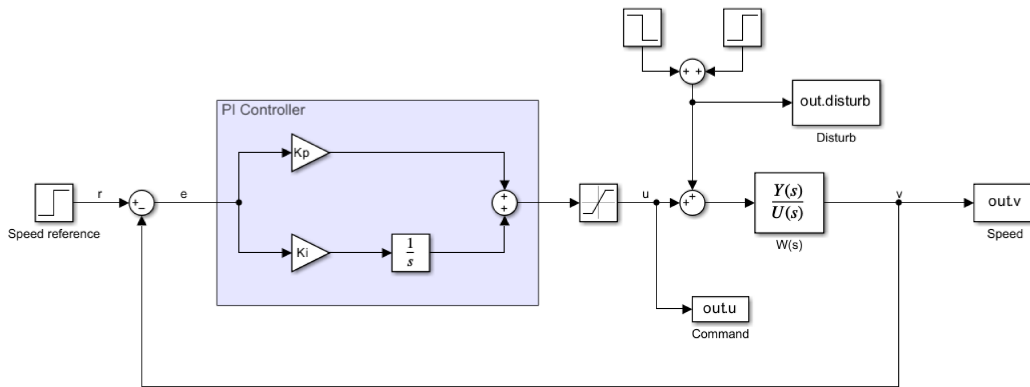 + +
out.disturb
Disturb
PI Controller
Kp
r
+
−
e
+
+
u
+
+
Y(s)
U(s)
W(s)
v
out.v
Speed
Speed reference
Ki
1
s
out.u
Command